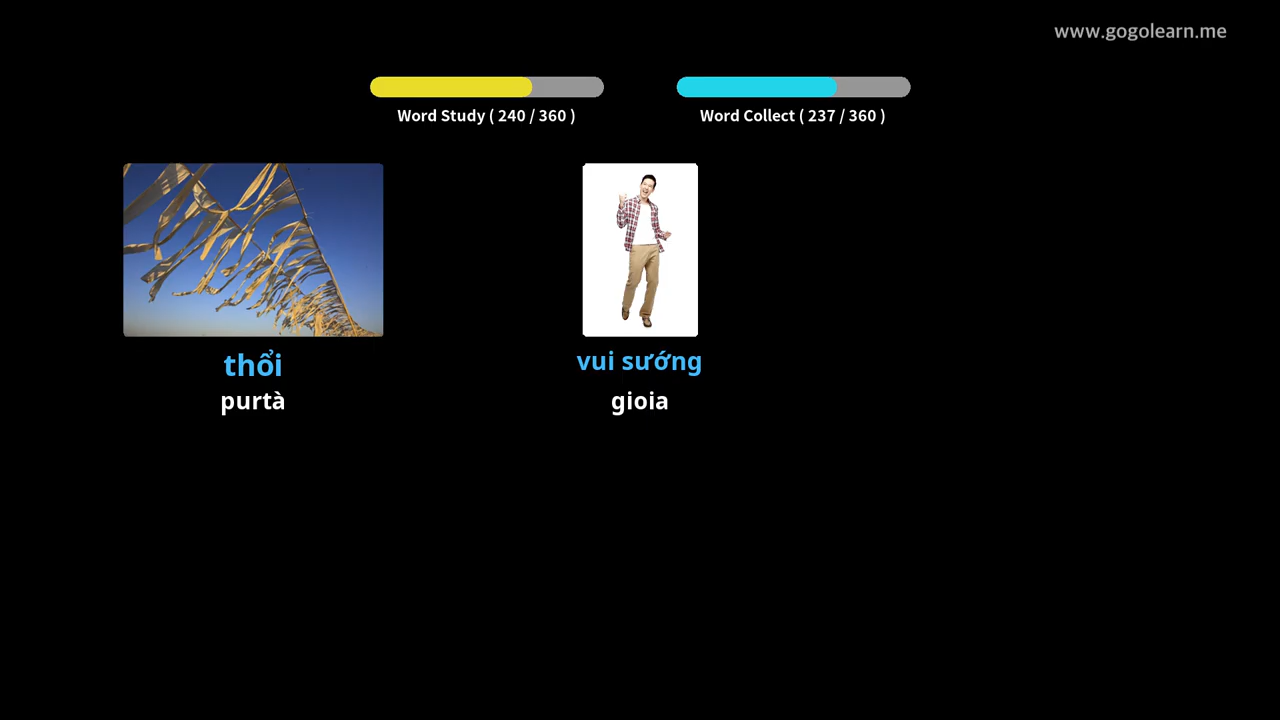 www.gogolearn.me
Word Study ( 240 / 360 )
Word Collect ( 237 / 360 )
thổi
purtà
vui sướng
gioia